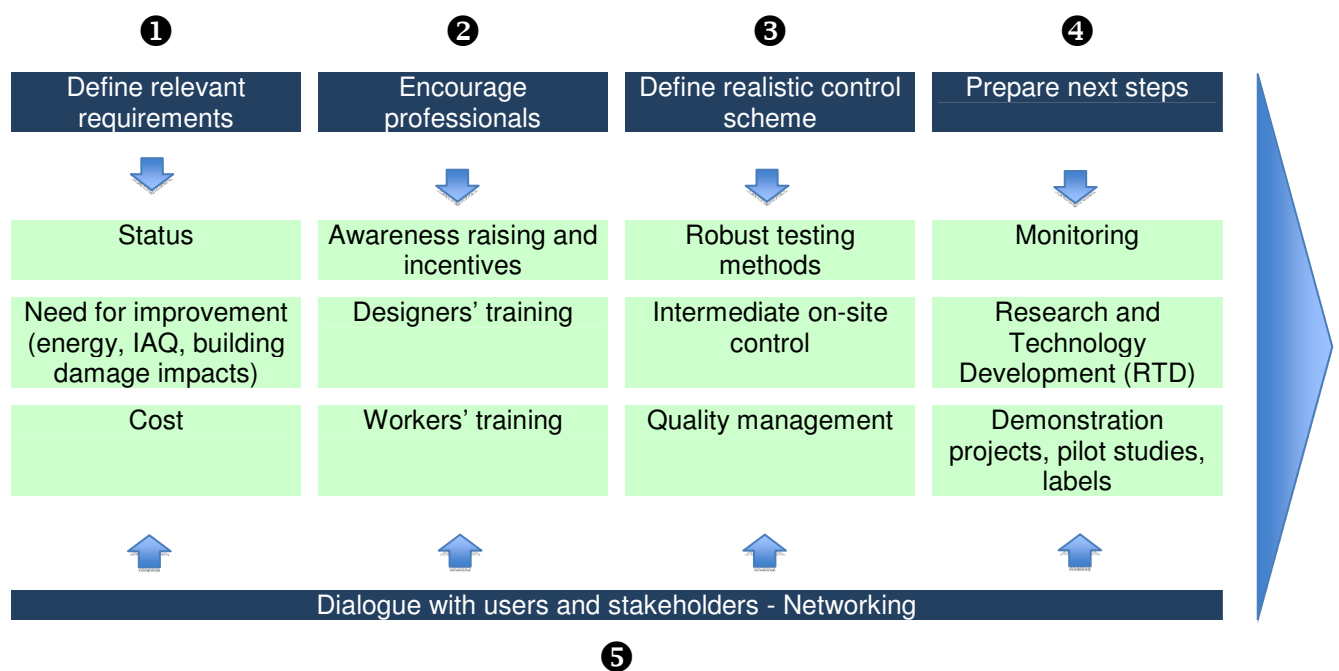 ❶
❷
❸
❹
Define relevant
requirements
Encourage
professionals
Define realistic control
scheme
Prepare next steps
Status
Awareness raising and
incentives
Robust testing
methods
Monitoring
Need for improvement
(energy, IAQ, building
damage impacts)
Designers’ training
Intermediate on-site
control
Research and
Technology
Development (RTD)
Cost
Workers’ training
Quality management
Demonstration
projects, pilot studies,
labels
Dialogue with users and stakeholders - Networking
❺